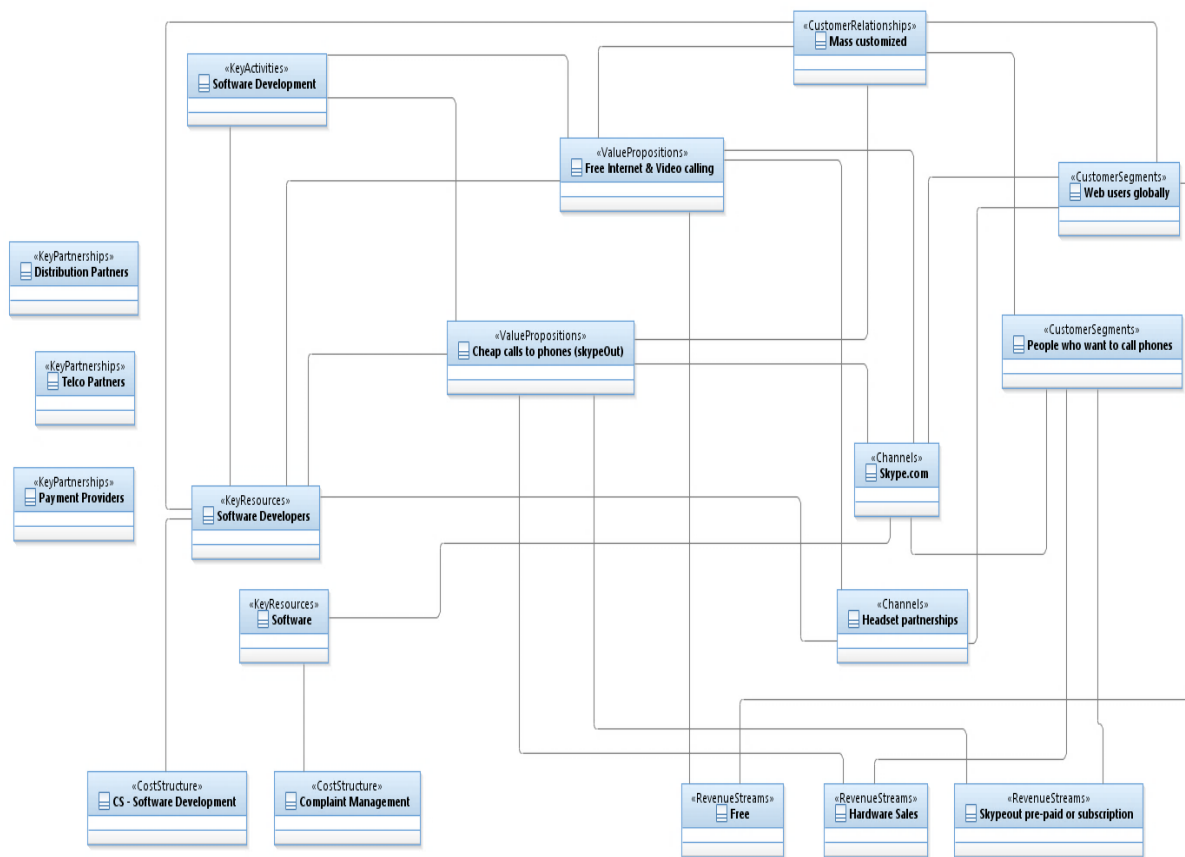 «CustomerRelationships»
Mass customized
«KeyActivities»
Software Development
«ValuePropositions»
Free Internet & Video calling
«CustomerSegments»
Web users globally
«KeyPartnerships»
Distribution Partners
«ValuePropositions»
Cheap calls to phones (skypeOut)
«CustomerSegments»
People who want to call phones
«KeyPartnerships»
Telco Partners
«Channels»
Skype.com
«KeyPartnerships»
Payment Providers
«KeyResources»
Software Developers
«KeyResources»
Software
«Channels»
Headset partnerships
«CostStructure»
CS - Software Development
«CostStructure»
Complaint Management
«RevenueStreams»
Free
«RevenueStreams»
Hardware Sales
«RevenueStreams»
Skypeout pre-paid or subscription